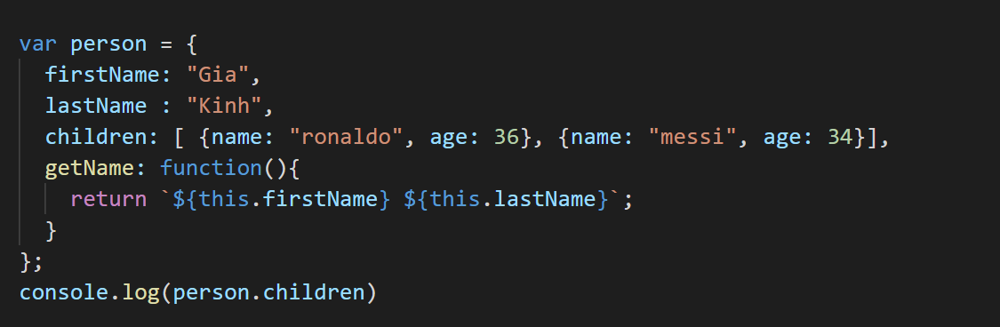 var person = {
  firstName: "Gia",
  lastName : "Kinh",
  children: [ {name: "ronaldo", age: 36}, {name: "messi", age: 34}],
  getName: function(){
    return `${this.firstName} ${this.lastName}`;
  }
};
console.log(person.children)